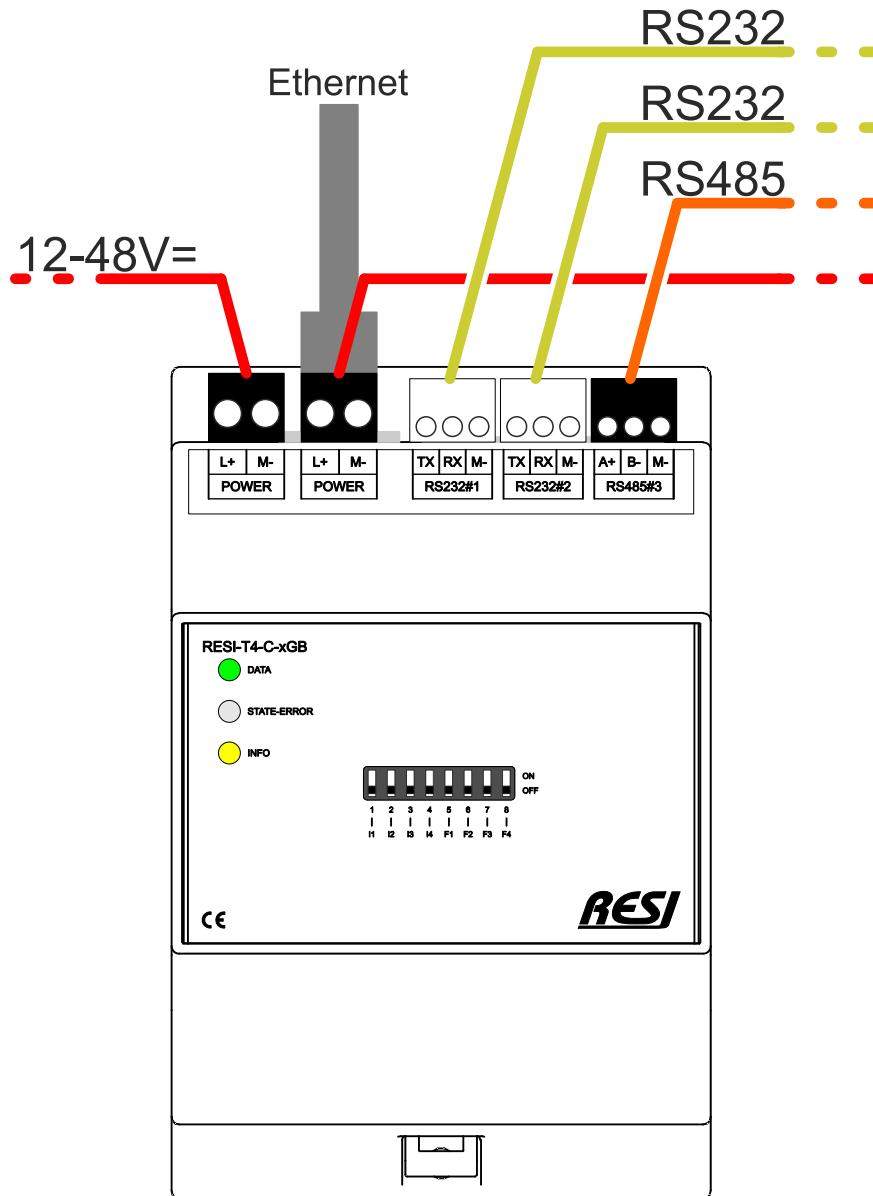 RS232
Ethernet
RS232
RS485
12-48V=
L+ M- L+ M- TX RX M- TX RX M- A+ B- M-
POWER POWER RS232#1 RS232#2 RS485#3
RESI-T4-C-xGB
DATA
STATE-ERROR
INFO
ON
OFF
1 2 3 4 5 6 7 8
I1 I2 I3 I4 F1 F2 F3 F4
CE RESI